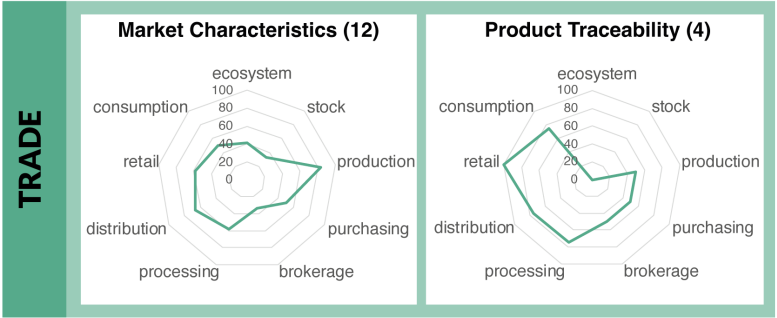 TRADE
Market Characteristics (12)
ecosystem
100
80
60
40
20
0
stock
production
purchasing
brokerage
processing
distribution
retail
consumption
Product Traceability (4)
ecosystem
100
80
60
40
20
0
stock
production
purchasing
brokerage
processing
distribution
retail
consumption